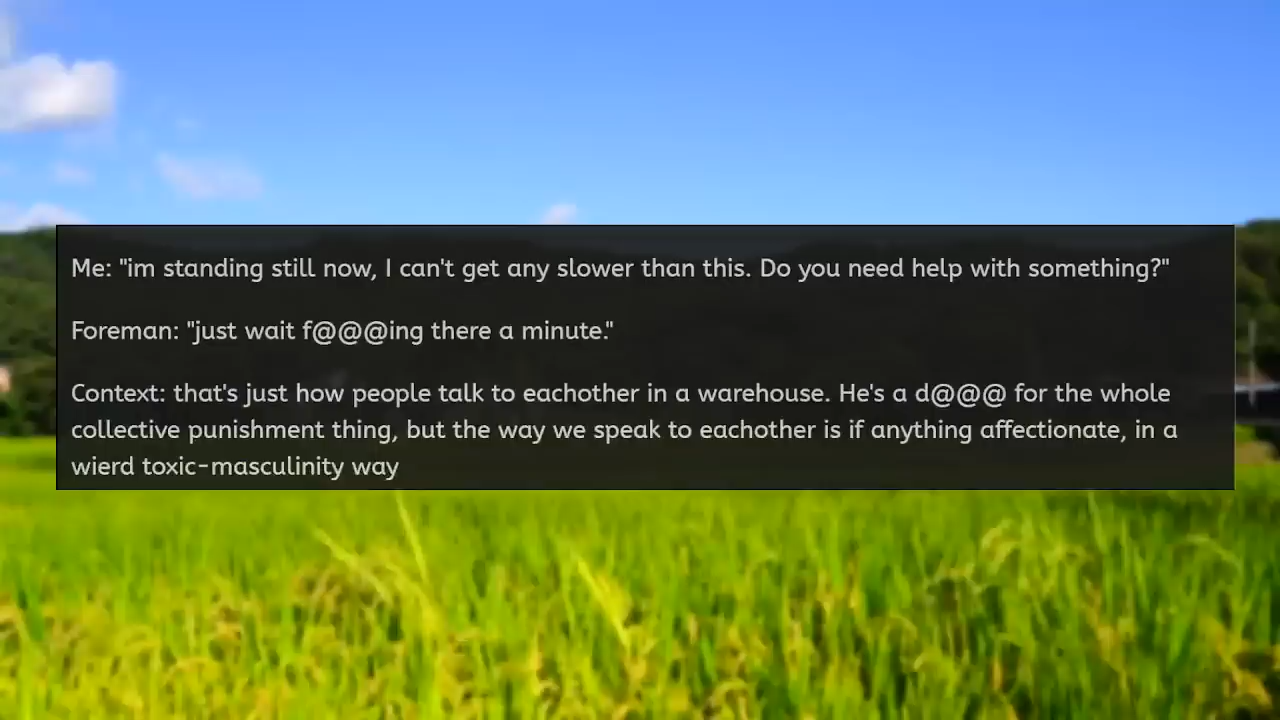 Me: "im standing still now, I can't get any slower than this. Do you need help with something?"
Foreman: "just wait f@@@ing there a minute."
Context: that's just how people talk to eachother in a warehouse. He's a d@@@ for the whole
collective punishment thing, but the way we speak to eachother is if anything affectionate, in a
wierd toxic-masculinity way